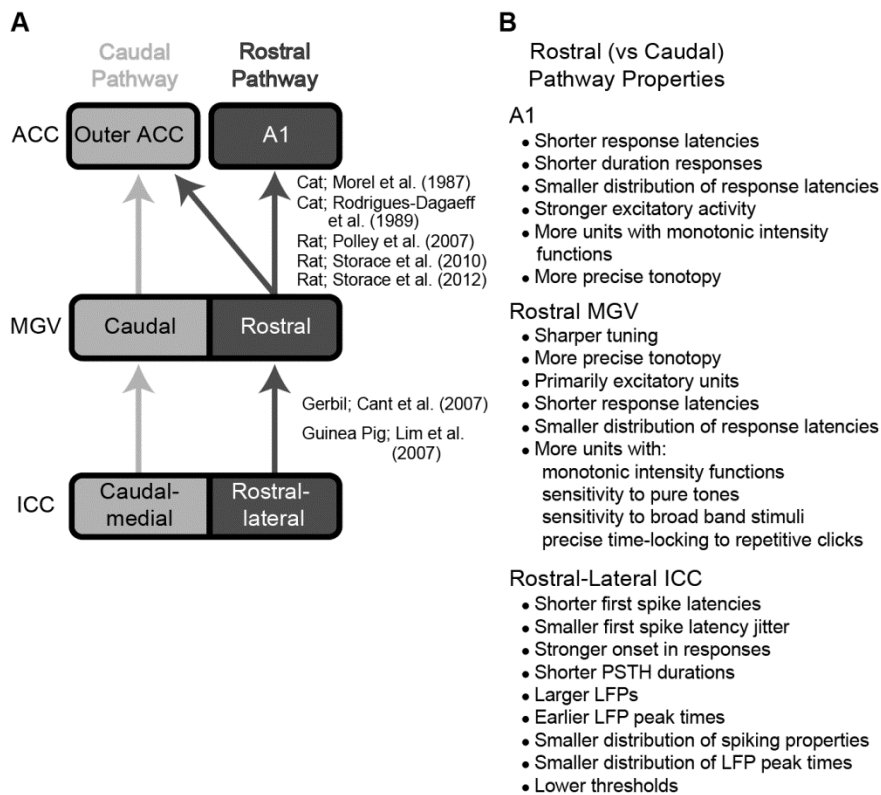 A
Caudal Pathway
Rostral Pathway
ACC
Outer ACC
A1
Cat; Morel et al. (1987)
Cat; Rodrigues-Dagaeff
et al. (1989)
Rat; Polley et al. (2007)
Rat; Storace et al. (2010)
Rat; Storace et al. (2012)
MGV
Caudal
Rostral
Gerbil; Cant et al. (2007)
Guinea Pig; Lim et al.
(2007)
ICC
Caudal-
medial
Rostral-
lateral
B
Rostral (vs Caudal)
Pathway Properties
A1
• Shorter response latencies
• Shorter duration responses
• Smaller distribution of response latencies
• Stronger excitatory activity
• More units with monotonic intensity
functions
• More precise tonotopy
Rostral MGV
• Sharper tuning
• More precise tonotopy
• Primarily excitatory units
• Shorter response latencies
• Smaller distribution of response latencies
• More units with:
monotonic intensity functions
sensitivity to pure tones
sensitivity to broad band stimuli
precise time-locking to repetitive clicks
Rostral-Lateral ICC
• Shorter first spike latencies
• Smaller first spike latency jitter
• Stronger onset in responses
• Shorter PSTH durations
• Larger LFPs
• Earlier LFP peak times
• Smaller distribution of spiking properties
• Smaller distribution of LFP peak times
• Lower thresholds